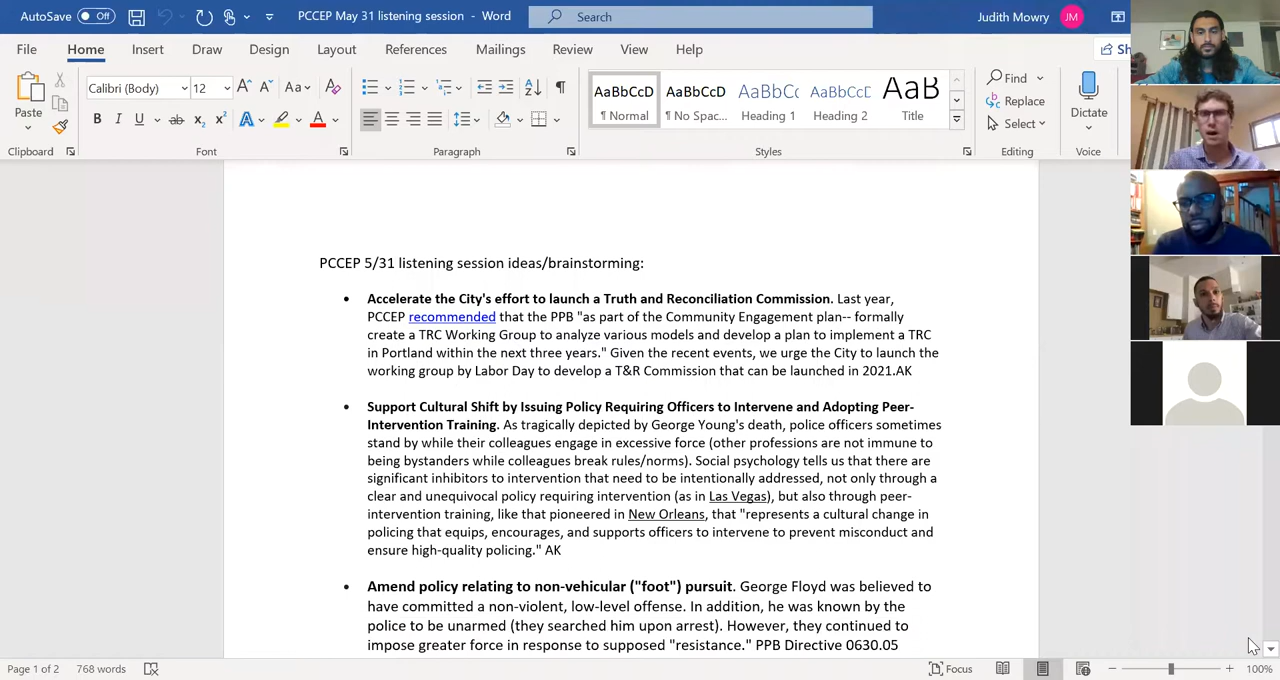 AutoSave Off PCCEP May 31 listening session - Word Search Judith Mowry JM
File Home Insert Draw Design Layout References Mailings Review View Help Sh
Paste Calibri (Body) 12 Aa AaBbCcD AaBbCcD AaBbCc AaBbCcD AaB Find Replace Select Dictate
¶ Normal ¶ No Spac... Heading 1 Heading 2 Title
Clipboard Font Paragraph Styles Editing Voice
PCCEP 5/31 listening session ideas/brainstorming:
• Accelerate the City's effort to launch a Truth and Reconciliation Commission. Last year,
PCCEP recommended that the PPB "as part of the Community Engagement plan-- formally
create a TRC Working Group to analyze various models and develop a plan to implement a TRC
in Portland within the next three years." Given the recent events, we urge the City to launch the
working group by Labor Day to develop a T&R Commission that can be launched in 2021.AK
• Support Cultural Shift by Issuing Policy Requiring Officers to Intervene and Adopting Peer-
Intervention Training. As tragically depicted by George Young's death, police officers sometimes
stand by while their colleagues engage in excessive force (other professions are not immune to
being bystanders while colleagues break rules/norms). Social psychology tells us that there are
significant inhibitors to intervention that need to be intentionally addressed, not only through a
clear and unequivocal policy requiring intervention (as in Las Vegas), but also through peer-
intervention training, like that pioneered in New Orleans, that "represents a cultural change in
policing that equips, encourages, and supports officers to intervene to prevent misconduct and
ensure high-quality policing." AK
• Amend policy relating to non-vehicular ("foot") pursuit. George Floyd was believed to
have committed a non-violent, low-level offense. In addition, he was known by the
police to be unarmed (they searched him upon arrest). However, they continued to
impose greater force in response to supposed "resistance." PPB Directive 0630.05
Page 1 of 2 768 words Focus 100%